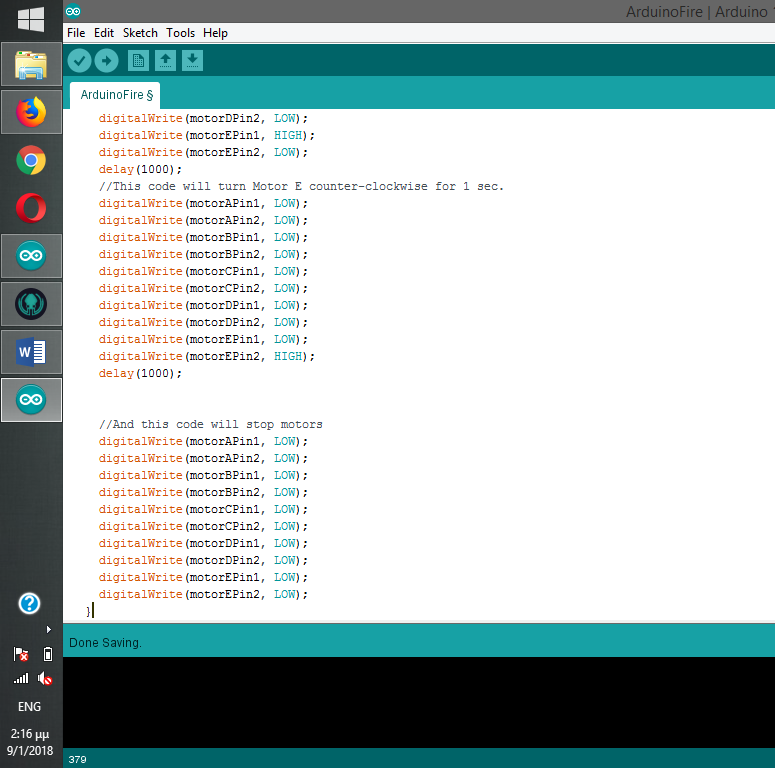 ArduinoFire | Arduino 1
File Edit Sketch Tools Help
ArduinoFire §
digitalWrite(motorDPin2, LOW);
digitalWrite(motorEPin1, HIGH);
digitalWrite(motorEPin2, LOW);
delay(1000);
//This code will turn Motor E counter-clockwise for 1 sec.
digitalWrite(motorAPin1, LOW);
digitalWrite(motorAPin2, LOW);
digitalWrite(motorBPin1, LOW);
digitalWrite(motorBPin2, LOW);
digitalWrite(motorCPin1, LOW);
digitalWrite(motorCPin2, LOW);
digitalWrite(motorDPin1, LOW);
digitalWrite(motorDPin2, LOW);
digitalWrite(motorEPin1, LOW);
digitalWrite(motorEPin2, HIGH);
delay(1000);
//And this code will stop motors
digitalWrite(motorAPin1, LOW);
digitalWrite(motorAPin2, LOW);
digitalWrite(motorBPin1, LOW);
digitalWrite(motorBPin2, LOW);
digitalWrite(motorCPin1, LOW);
digitalWrite(motorCPin2, LOW);
digitalWrite(motorDPin1, LOW);
digitalWrite(motorDPin2, LOW);
digitalWrite(motorEPin1, LOW);
digitalWrite(motorEPin2, LOW);
}
Done Saving.
379
W
?
ENG
2:16 μμ
9/1/2018